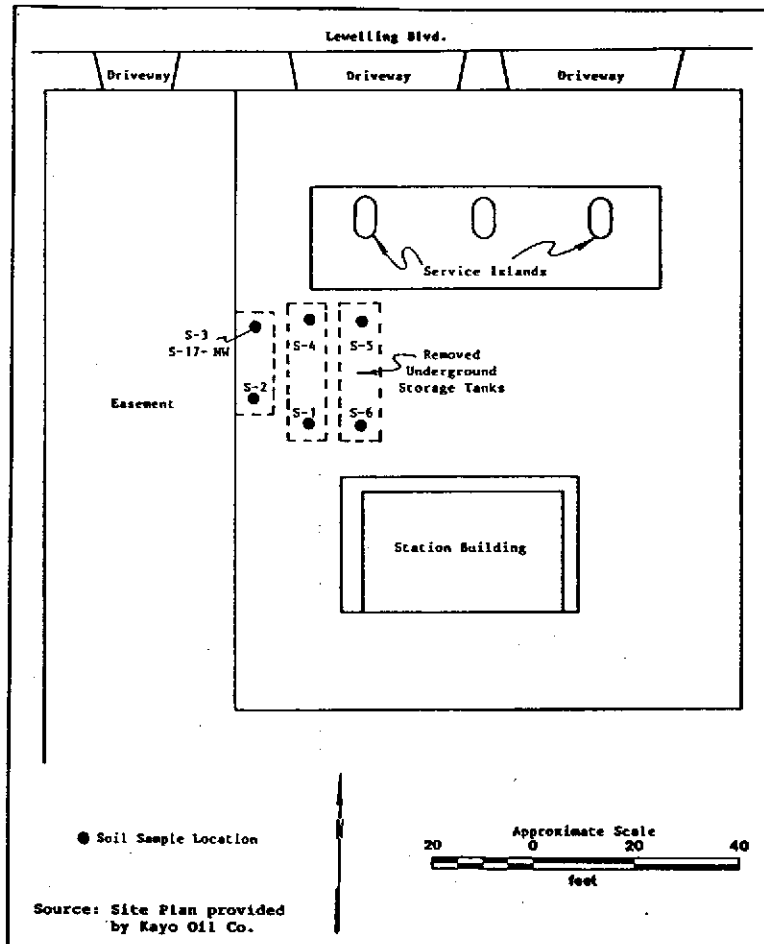 Lewelling Blvd.
Driveway
Driveway
Driveway
Service Islands
S-3
S-17- NW
S-4
S-5
Removed
Underground
Storage Tanks
S-2
Easement
S-1
S-6
Station Building
Soil Sample Location
Approximate Scale
20 0 20 40
feet
Source: Site Plan provided
by Kayo Oil Co.